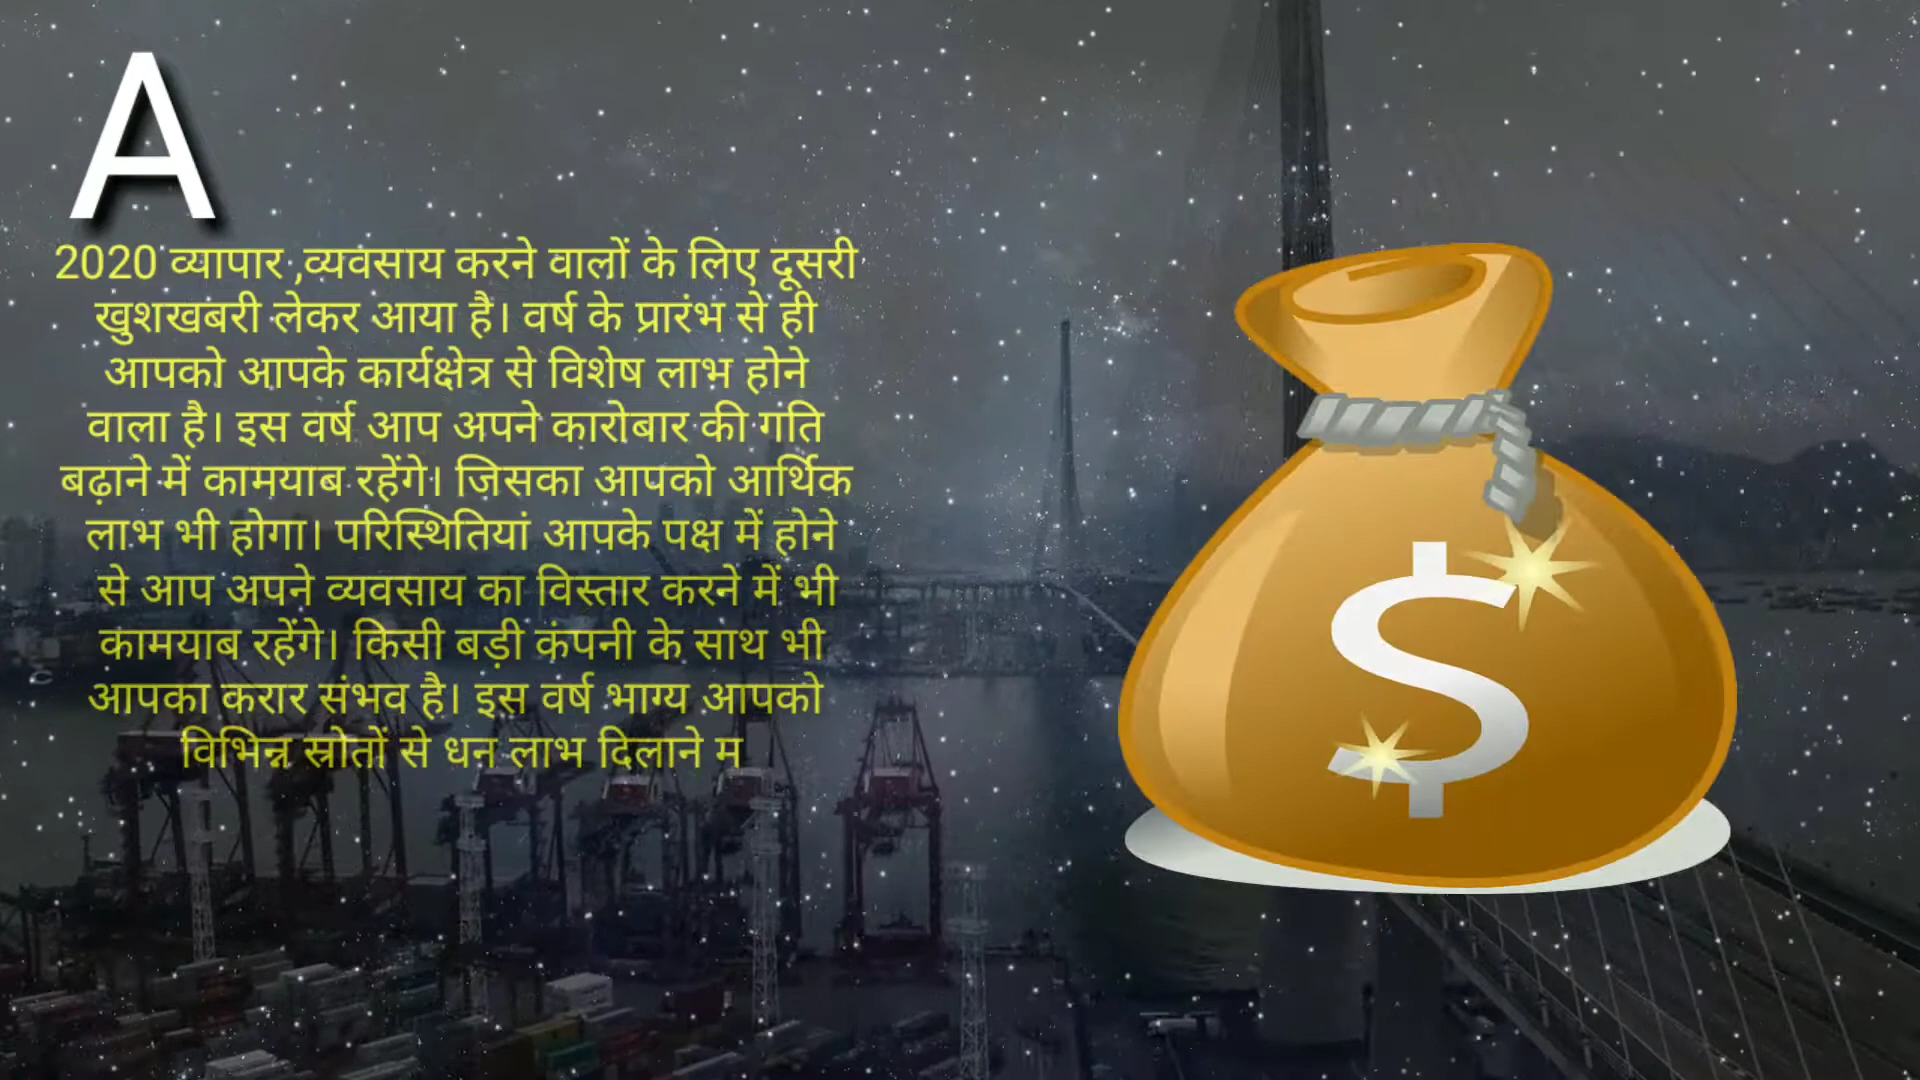 A
2020 व्यापार ,व्यवसाय करने वालों के लिए दूसरी
खुशखबरी लेकर आया है। वर्ष के प्रारंभ से ही
आपको आपके कार्यक्षेत्र से विशेष लाभ होने
वाला है। इस वर्ष आप अपने कारोबार की गति
बढ़ाने में कामयाब रहेंगे। जिसका आपको आर्थिक
लाभ भी होगा। परिस्थितियां आपके पक्ष में होने
से आप अपने व्यवसाय का विस्तार करने में भी
कामयाब रहेंगे। किसी बड़ी कंपनी के साथ भी
आपका करार संभव है। इस वर्ष भाग्य आपको
विभिन्न स्रोतों से धन लाभ दिलाने म
$